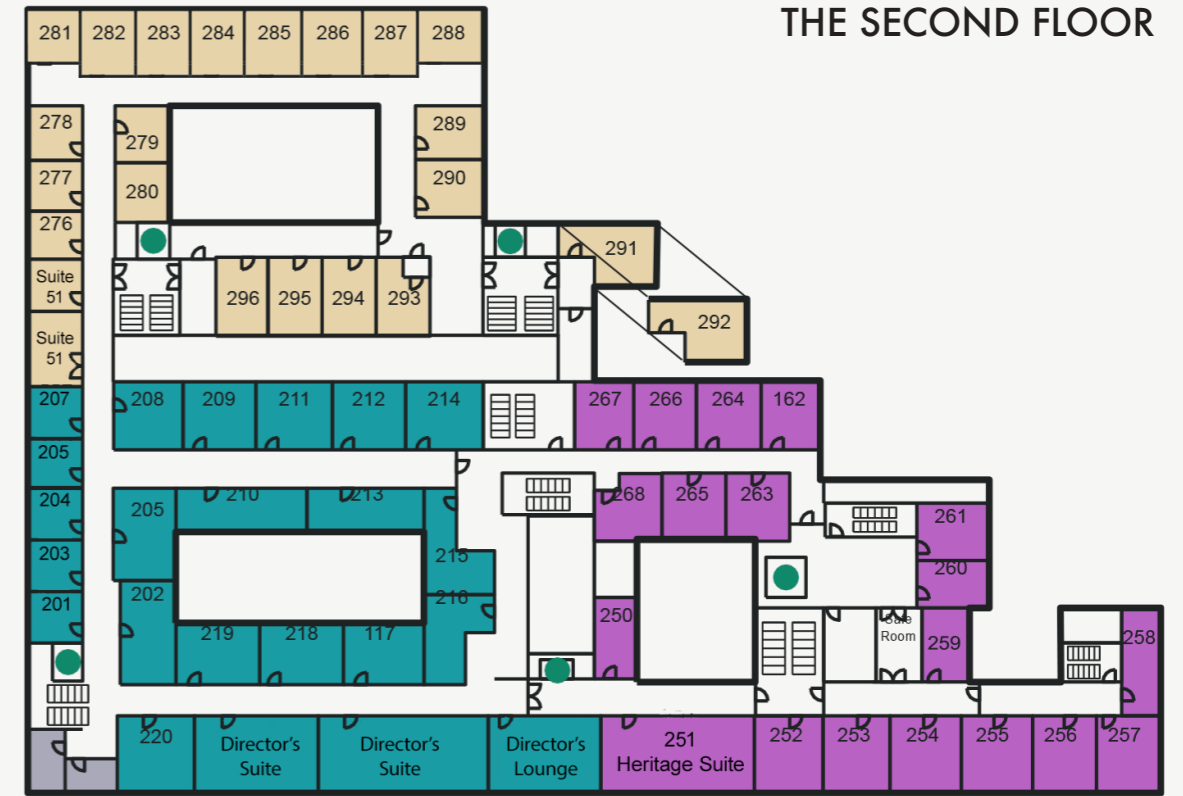 THE SECOND FLOOR
281 282 283 284 285 286 287 288
278 279 289
277 280 290
276
291
Suite
51
296 295 294 293
292
Suite
51
207 208 209 211 212 214 267 266 264 162
205
204 205 210 213 268 265 263
261
203 215 260
201 202 216
219 218 117 250
Room 259 258
220 Director's
Suite
Director's
Suite
Director's
Lounge
251
Heritage Suite
252 253 254 255 256 257